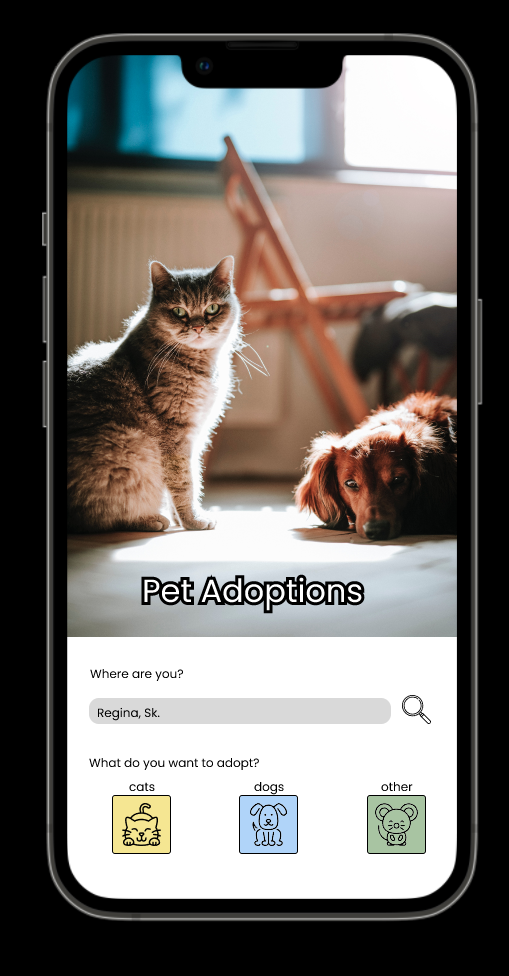 Pet Adoptions
Where are you?
Regina, Sk.
What do you want to adopt?
cats dogs other